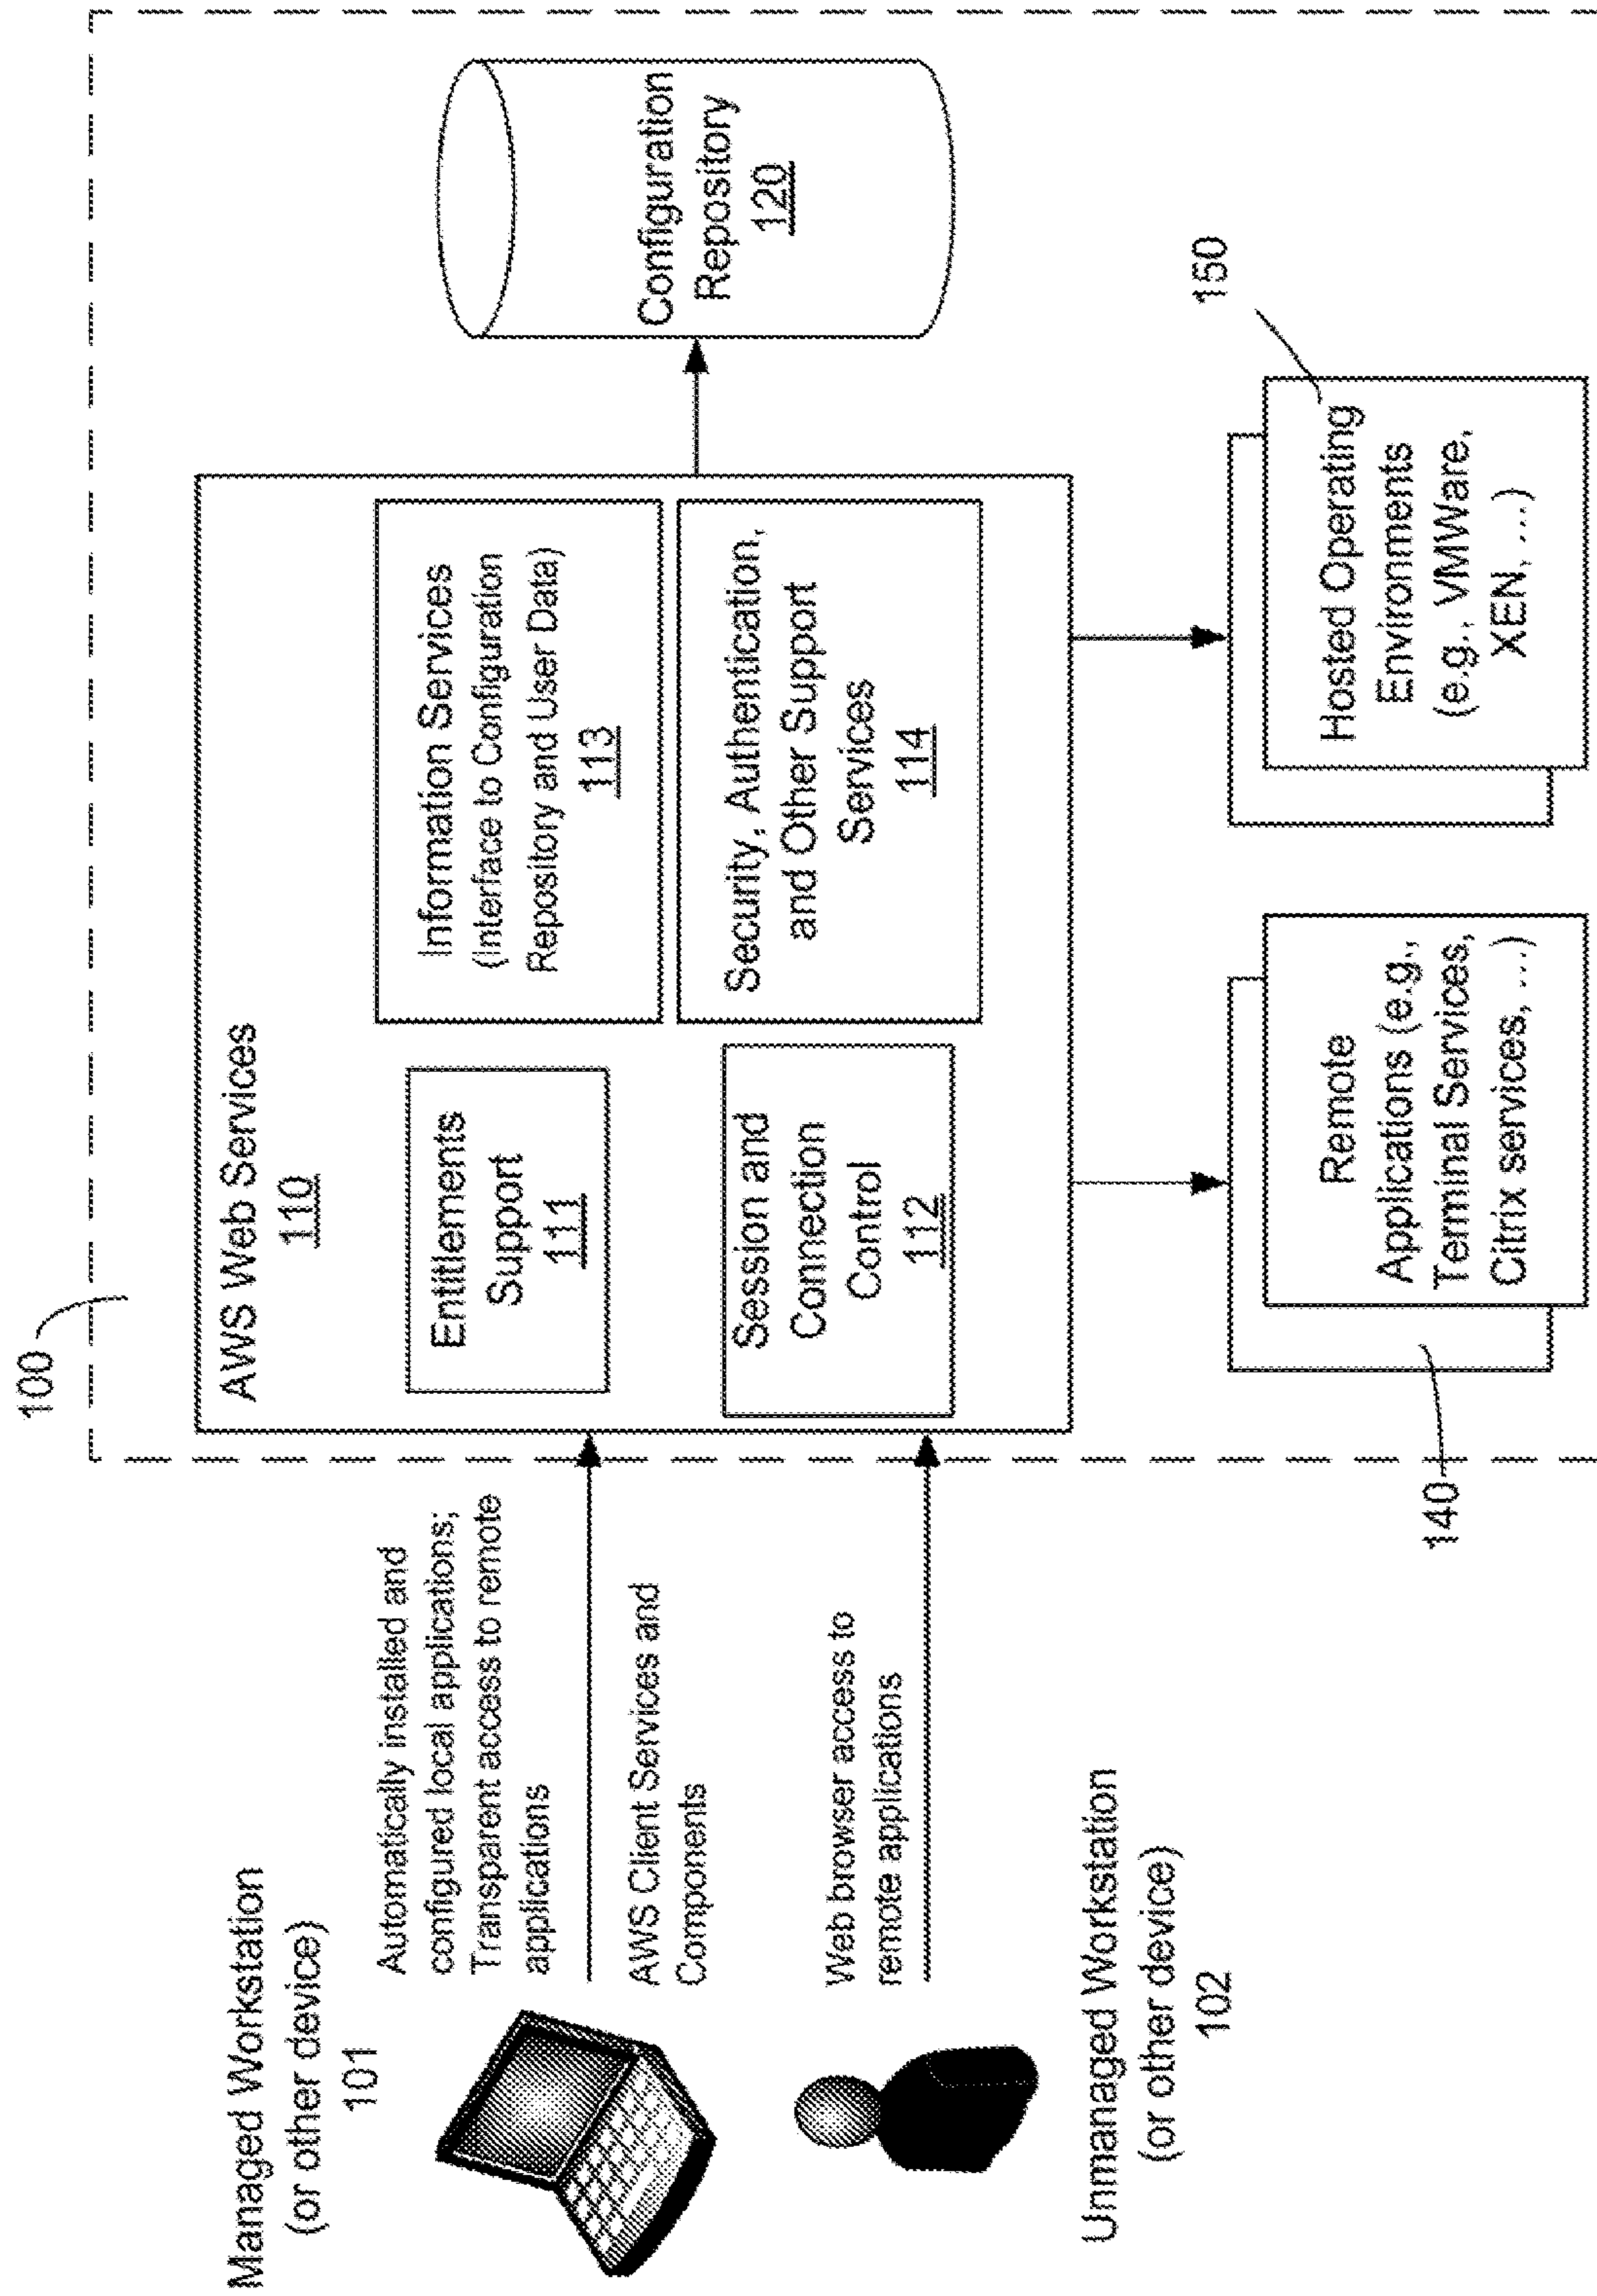 100
AWS Web Services
110
Entitlements
Support
111
Session and
Connection
Control
112
Information Services
(Interface to Configuration
Repository and User Data)
113
Security, Authentication,
and Other Support
Services
114
Configuration
Repository
120
Managed Workstation
(or other device)
101
Automatically installed and
configured local applications;
Transparent access to remote
applications
AWS Client Services and
Components
Web browser access to
remote applications
Unmanaged Workstation
(or other device)
102
140
Remote
Applications (e.g.,
Terminal Services,
Citrix services, ...)
Hosted Operating
Environments
(e.g., VMWare,
XEN, ...)
150